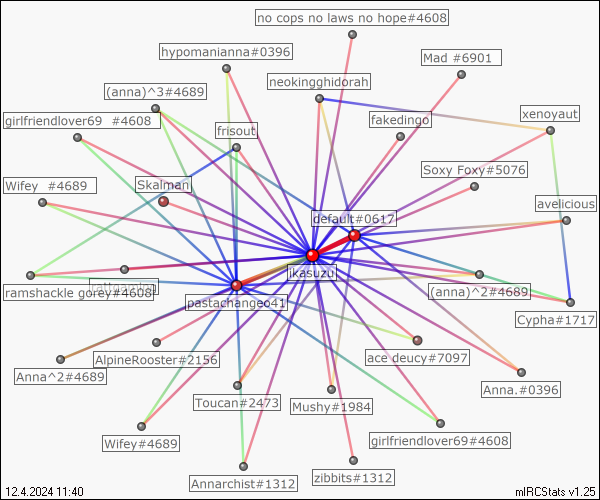 no cops no laws no hope#4608
hypomanianna#0396
Mad #6901
neokingghidorah
(anna)^3#4689
girlfriendlover69 #4608
frisout
fakedingo
xenoyaut
Wifey #4689
Skalman
Soxy Foxy#5076
avelicious
default#0617
ikasuzu
ramshackle gorey#4608
pastachange041
(anna)^2#4689
Cypha#1717
AlpineRooster#2156
ace deucy#7097
Anna^2#4689
Anna.#0396
Toucan#2473
Mushy#1984
Wifey#4689
girlfriendlover69#4608
Annarchist#1312
zibbits#1312
12.4.2024 11:40
mIRCStats v1.25